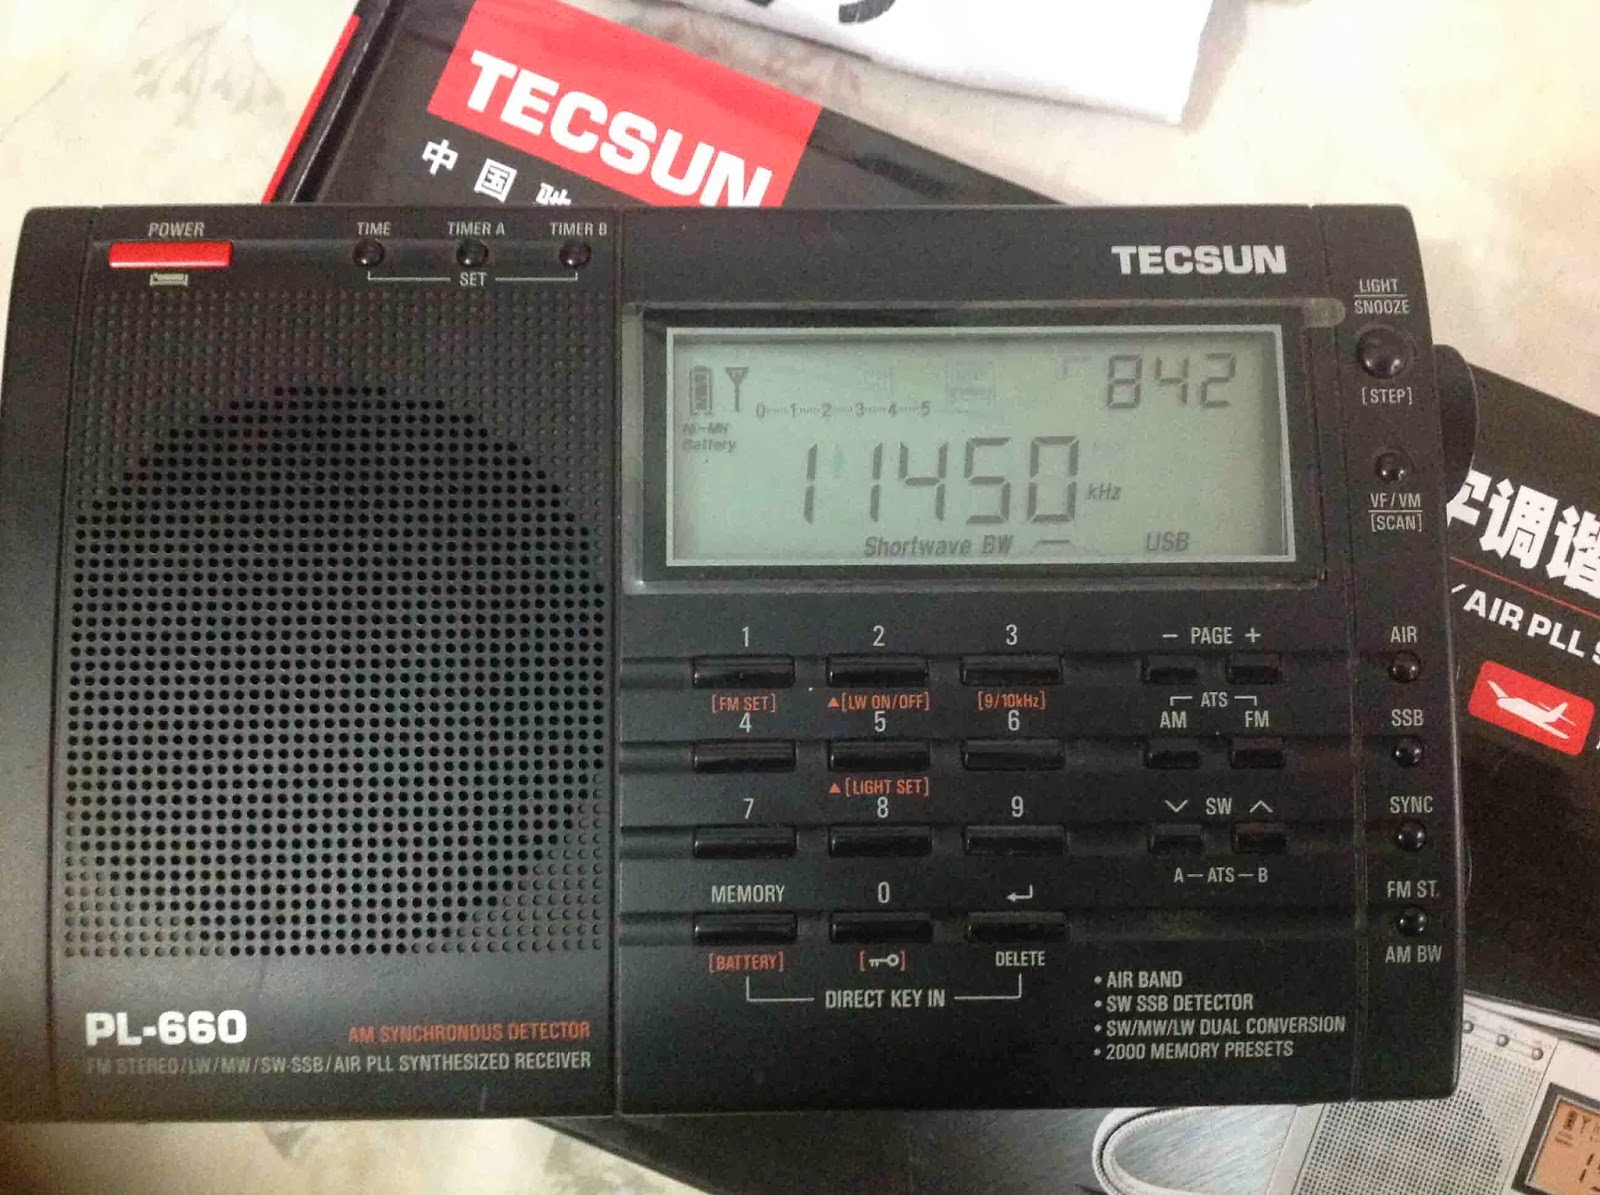 TECSUN
中国
POWER TIME TIMER A TIMER B
SET
TECSUN
LIGHT
SNOOZE
[STEP]
842
0 1 2 3 4 5
Ni-MH
Battery
11450 kHz
Shortwave BW USB
VF/VM
[SCAN]
调谐
/AIR PLL
1 2 3 - PAGE + AIR
[FM SET] ▲[LW ON/OFF] [9/10kHz] ATS
4 5 6 AM FM SSB
▲[LIGHT SET]
7 8 9 SW SYNC
A-ATS-B
MEMORY 0 FM ST.
[BATTERY] DELETE AM BW
DIRECT KEY IN
• AIR BAND
• SW SSB DETECTOR
• SW/MW/LW DUAL CONVERSION
• 2000 MEMORY PRESETS
PL-660 AM SYNCHRONOUS DETECTOR
FM STEREO/LW/MW/SW-SSB/AIR PLL SYNTHESIZED RECEIVER